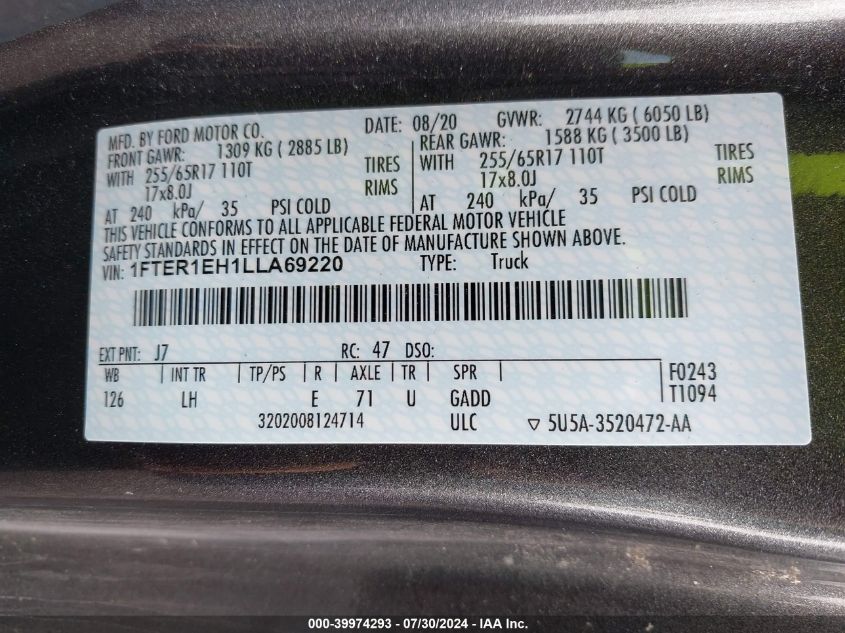 MFD. BY FORD MOTOR CO. DATE: 08/20 GVWR: 2744 KG ( 6050 LB)
FRONT GAWR: 1309 KG ( 2885 LB) REAR GAWR: 1588 KG ( 3500 LB)
WITH 255/65R17 110T TIRES WITH 255/65R17 110T TIRES
17x8.0J RIMS 17x8.0J RIMS
AT 240 kPa/ 35 PSI COLD AT 240 kPa/ 35 PSI COLD
THIS VEHICLE CONFORMS TO ALL APPLICABLE FEDERAL MOTOR VEHICLE
SAFETY STANDARDS IN EFFECT ON THE DATE OF MANUFACTURE SHOWN ABOVE.
VIN: 1FTER1EH1LLA69220 TYPE: Truck
EXT PNT: J7 RC: 47 DSO:
WB INT TR TP/PS R AXLE TR SPR F0243
126 LH E 71 U GADD T1094
3202008124714 ULC ▽ 5U5A-3520472-AA
000-39974293 - 07/30/2024 - IAA Inc.